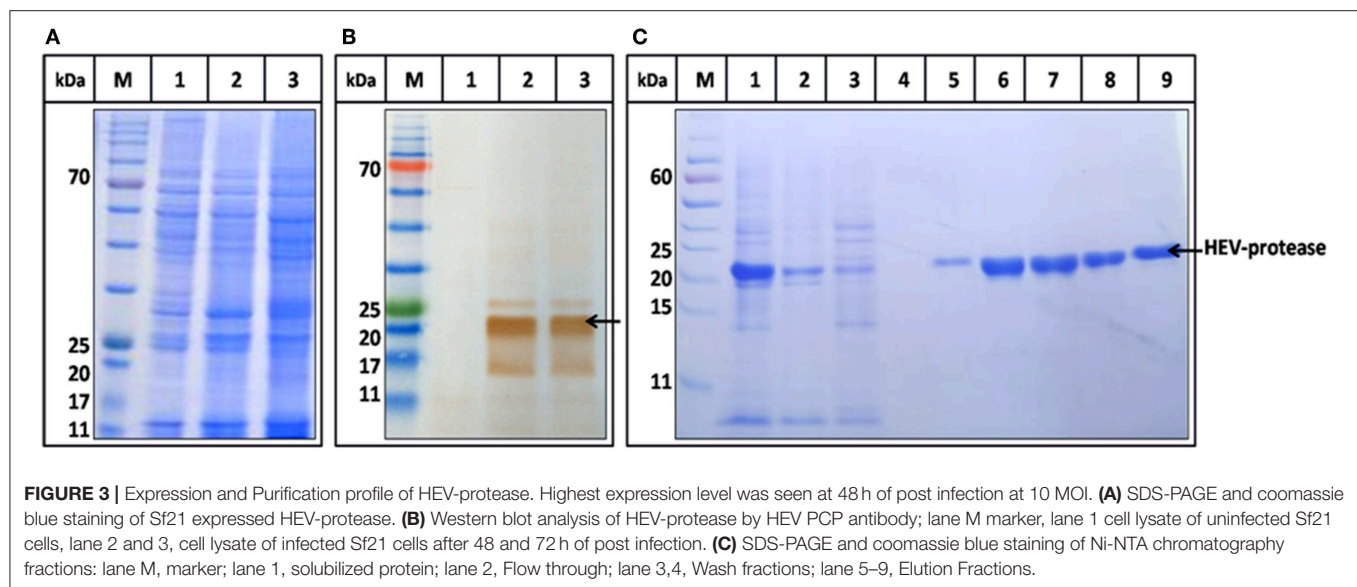 A
kDa M 1 2 3
70
25
20
17
11
B
kDa M 1 2 3
70
25
20
17
11
C
kDa M 1 2 3 4 5 6 7 8 9
60
25
20
15
11
HEV-protease
FIGURE 3 | Expression and Purification profile of HEV-protease. Highest expression level was seen at 48 h of post infection at 10 MOI. (A) SDS-PAGE and coomassie
blue staining of Sf21 expressed HEV-protease. (B) Western blot analysis of HEV-protease by HEV PCP antibody; lane M marker, lane 1 cell lysate of uninfected Sf21
cells, lane 2 and 3, cell lysate of infected Sf21 cells after 48 and 72 h of post infection. (C) SDS-PAGE and coomassie blue staining of Ni-NTA chromatography
fractions: lane M, marker; lane 1, solubilized protein; lane 2, Flow through; lane 3,4, Wash fractions; lane 5–9, Elution Fractions.